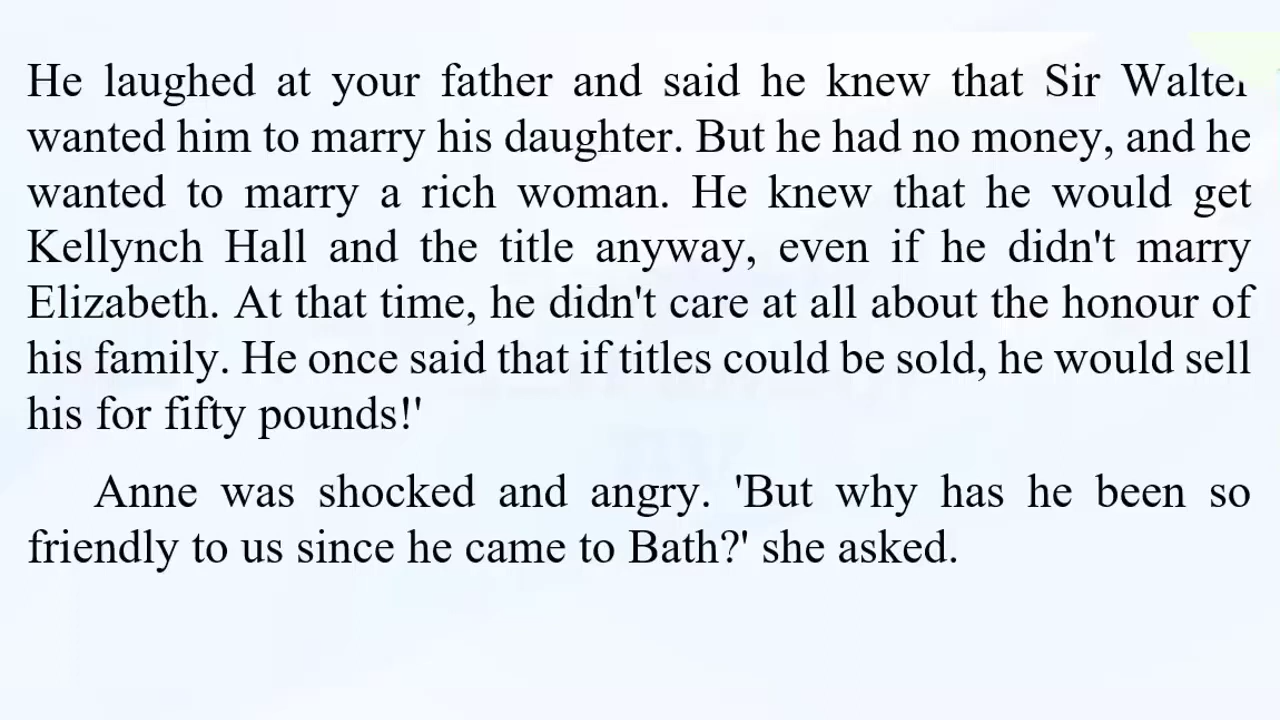 He laughed at your father and said he knew that Sir Walter
wanted him to marry his daughter. But he had no money, and he
wanted to marry a rich woman. He knew that he would get
Kellynch Hall and the title anyway, even if he didn't marry
Elizabeth. At that time, he didn't care at all about the honour of
his family. He once said that if titles could be sold, he would sell
his for fifty pounds!'
Anne was shocked and angry. 'But why has he been so
friendly to us since he came to Bath?' she asked.